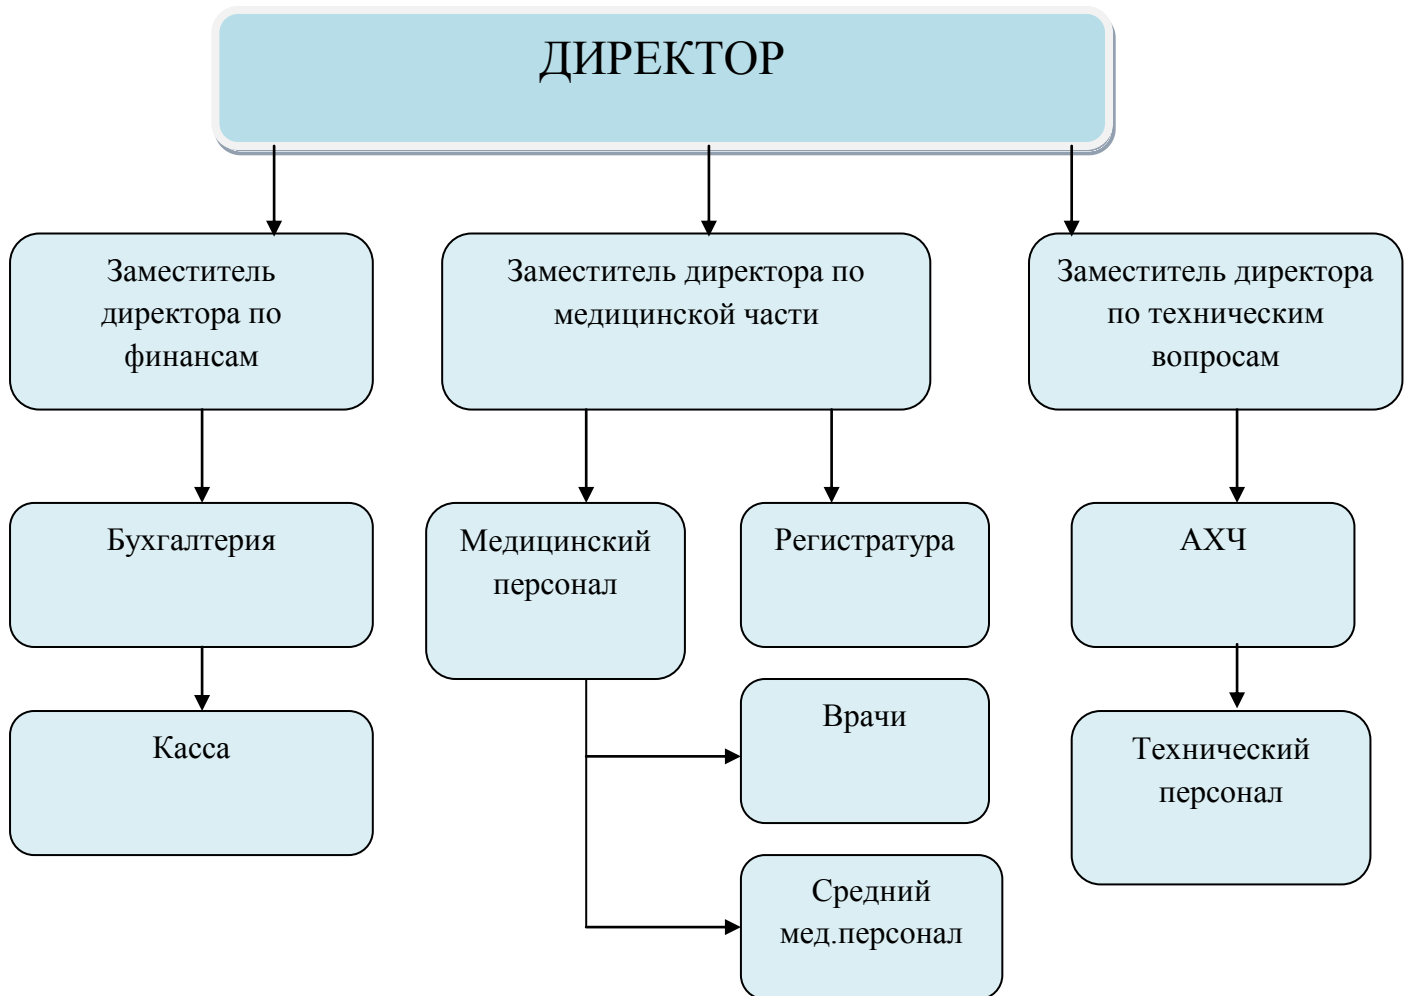 ДИРЕКТОР
Заместитель
директора по
финансам
Заместитель директора по
медицинской части
Заместитель директора
по техническим
вопросам
Бухгалтерия
Медицинский
персонал
Регистратура
АХЧ
Касса
Врачи
Технический
персонал
Средний
мед.персонал